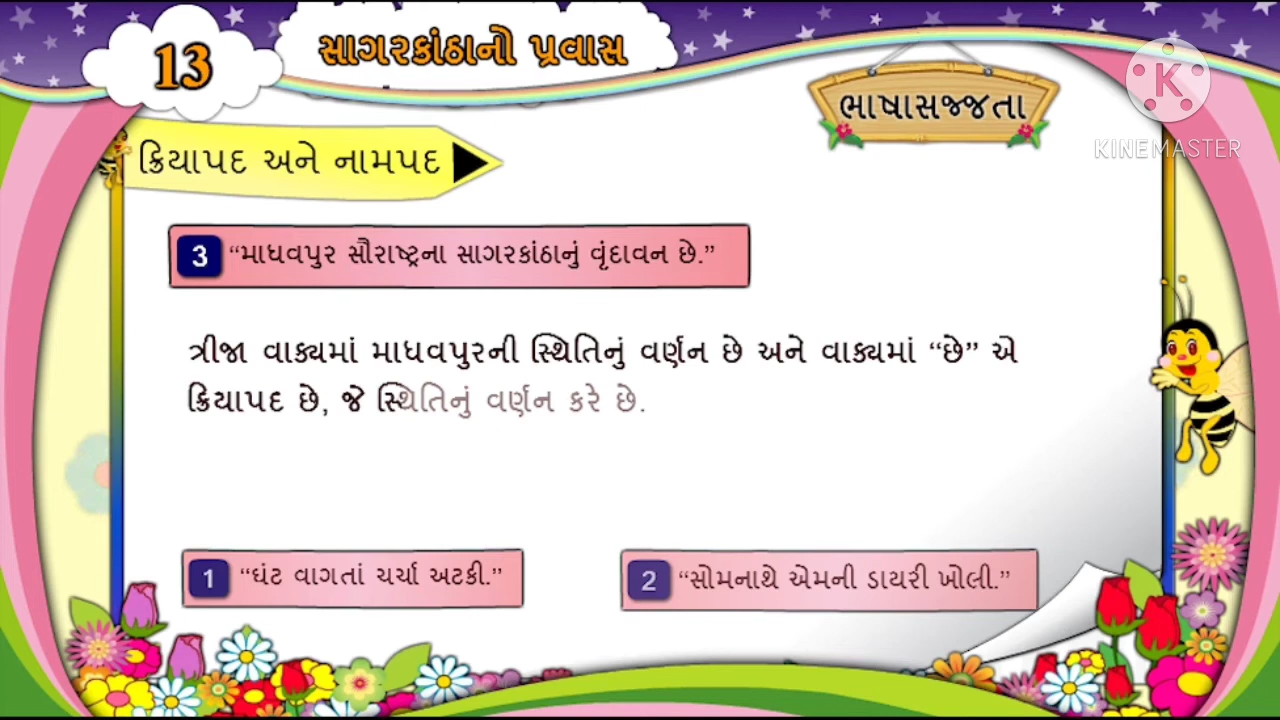 13
સાગરકાંઠાનો પ્રવાસ
ભાષાસજ્જતા
KINEMASTER
ક્રિયાપદ અને નામપદ
3 “માધવપુર સૌરાષ્ટ્રના સાગરકાંઠાનું વૃંદાવન છે.”
ત્રીજા વાક્યમાં માધવપુરની સ્થિતિનું વર્ણન છે અને વાક્યમાં “છે” એ
ક્રિયાપદ છે, જે સ્થિતિનું વર્ણન કરે છે.
1 “ઘંટ વાગતાં ચર્ચા અટકી.”
2 “સોમનાથે એમની ડાયરી ખોલી.”